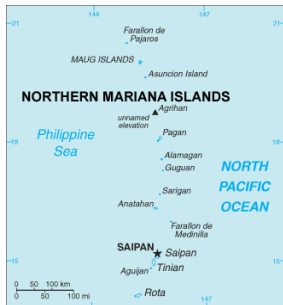 144
147
21
21
Farallon de
Pajaros
MAUG ISLANDS
Asuncion Island
NORTHERN MARIANA ISLANDS
Agrihan
unnamed
elevation
Philippine
Sea
Pagan
18
18
Alamagan
Guguan
NORTH
PACIFIC
OCEAN
Sarigan
Anatahan
Farallon de
Medinilla
SAIPAN
Saipan
15
15
Tinian
Aguijan
0 50 100 km
0 50 100 mi
Rota
147